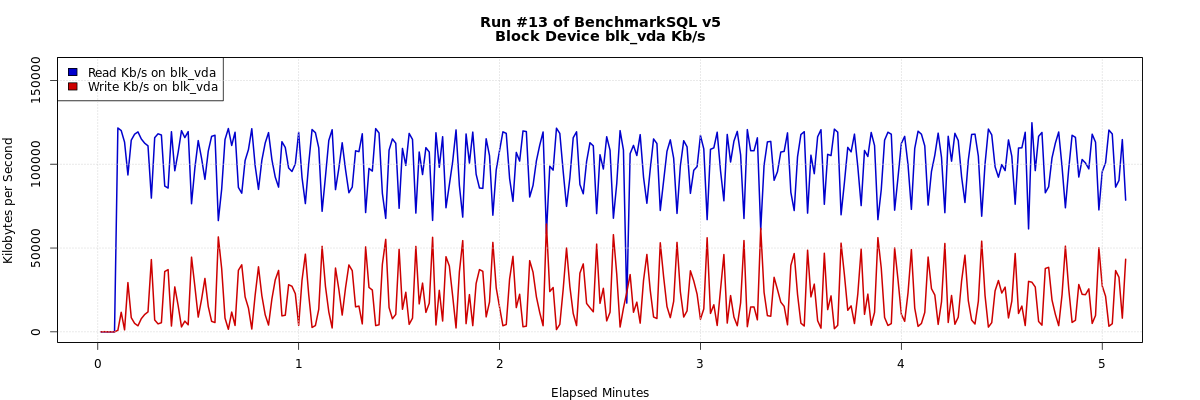 Run #13 of BenchmarkSQL v5
Block Device blk_vda Kb/s
Read Kb/s on blk_vda
Write Kb/s on blk_vda
Kilobytes per Second
150000
100000
50000
0
0 1 2 3 4 5
Elapsed Minutes